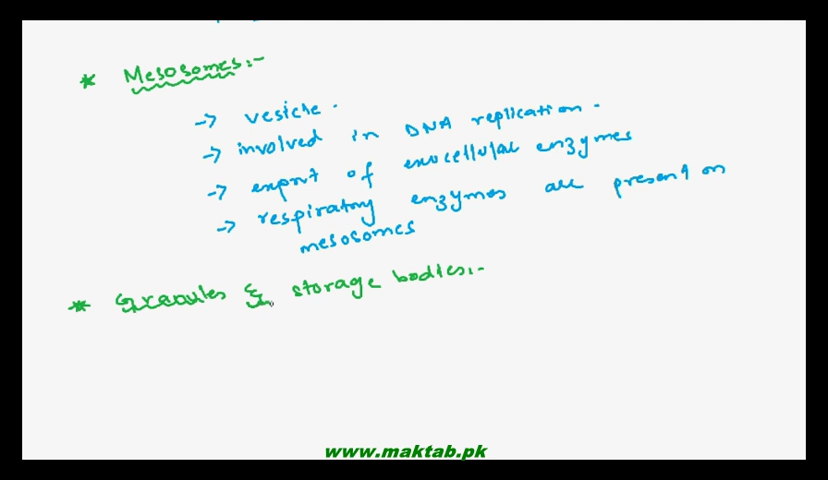 * Mesosomes:-
-> vesicle.
-> involved in DNA replication.
-> export of exocellular enzymes
-> respiratory enzymes are present on
mesosomes
* Granules & storage bodies:-
www.maktab.pk